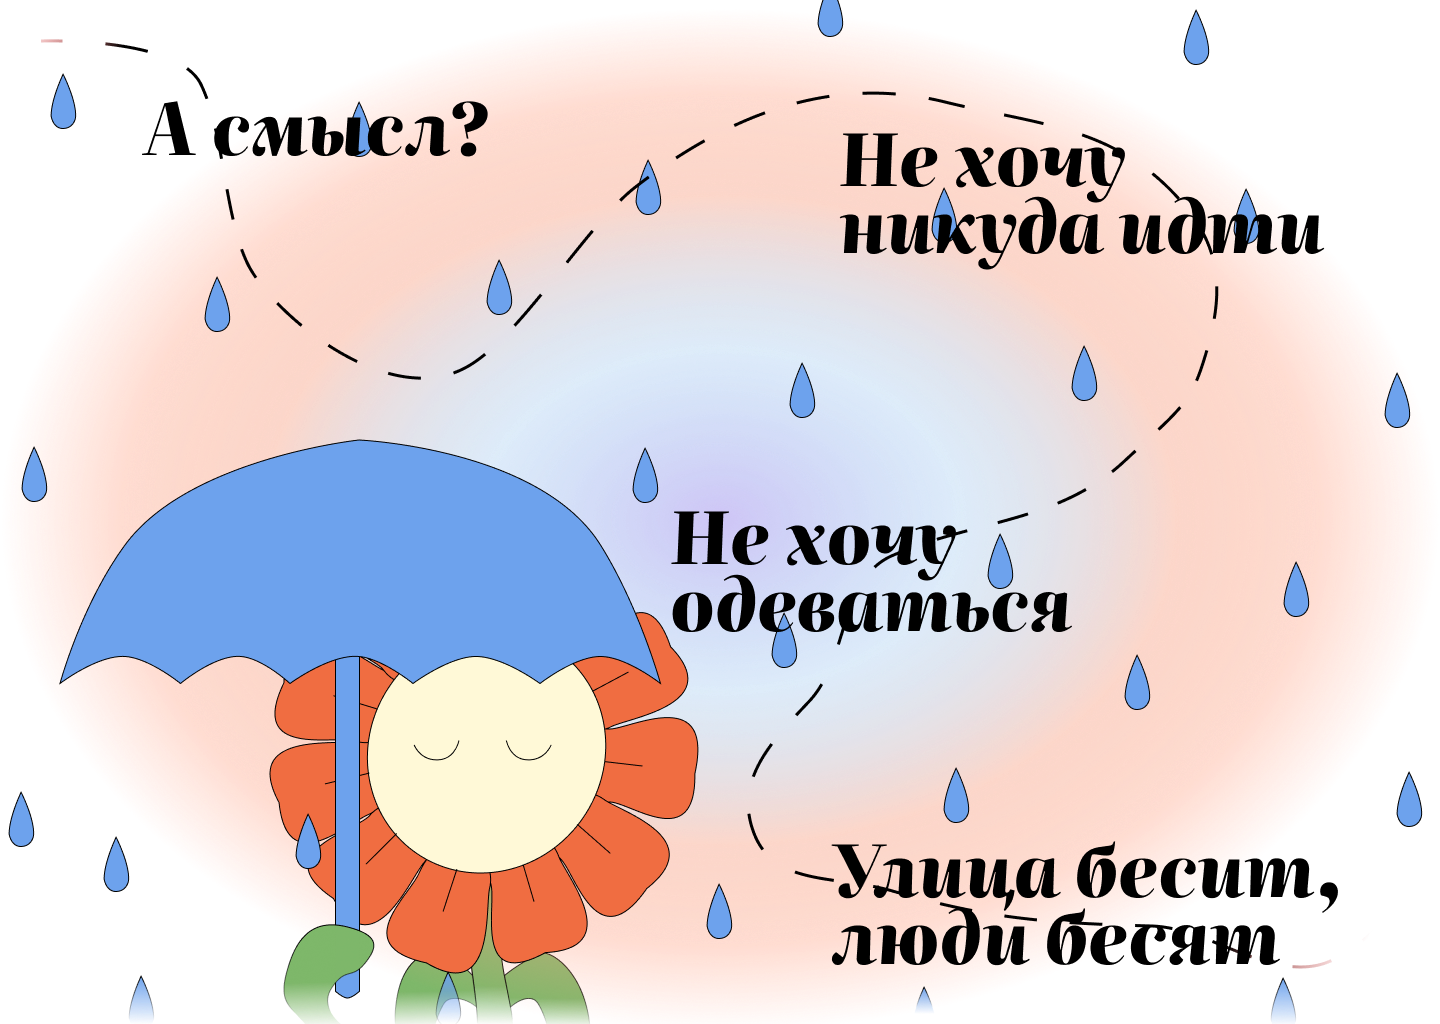 А смысл?
Не хочу
никуда идти
Не хочу
одеваться
Улица бесит,
люди бесят